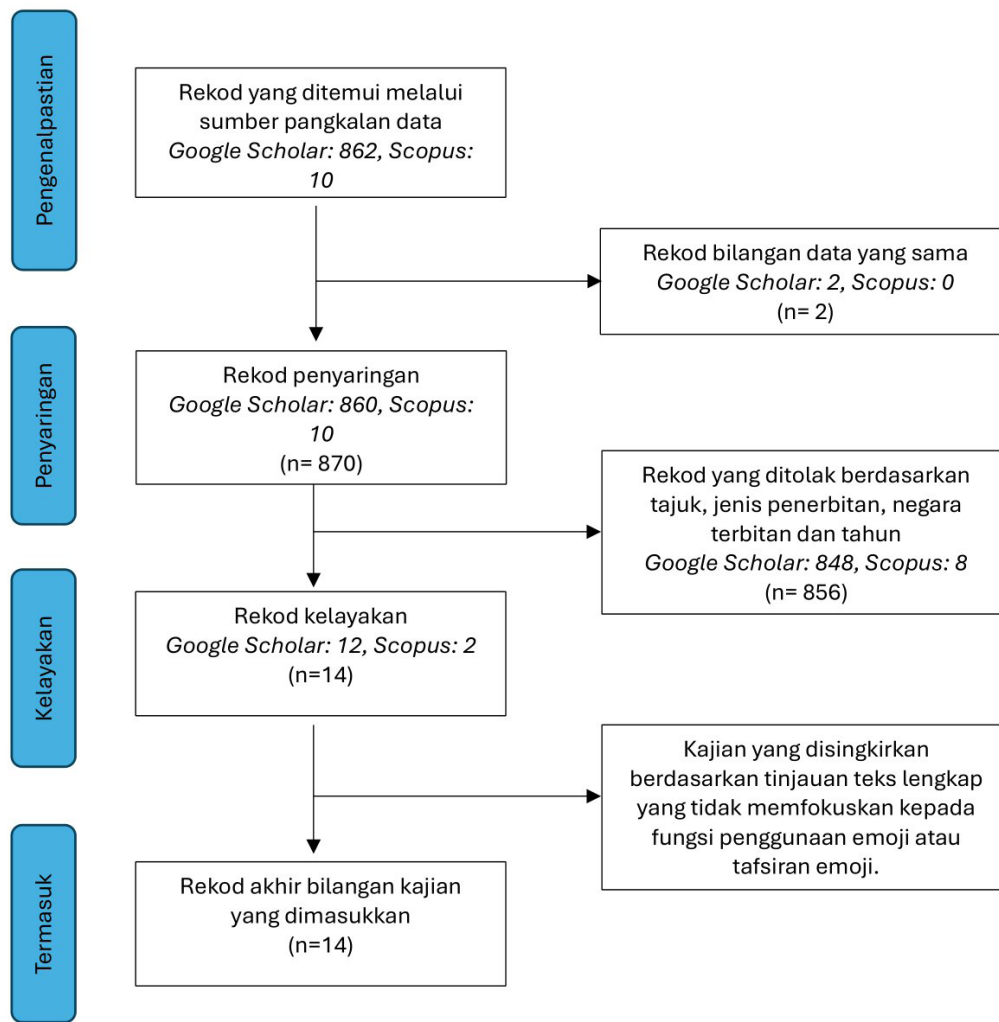 Pengenalpastian
Rekod yang ditemui melalui
sumber pangkalan data
Google Scholar: 862, Scopus:
10
Rekod bilangan data yang sama
Google Scholar: 2, Scopus: 0
(n= 2)
Penyaringan
Rekod penyaringan
Google Scholar: 860, Scopus:
10
(n= 870)
Rekod yang ditolak berdasarkan
tajuk, jenis penerbitan, negara
terbitan dan tahun
Google Scholar: 848, Scopus: 8
(n= 856)
Kelayakan
Rekod kelayakan
Google Scholar: 12, Scopus: 2
(n=14)
Kajian yang disingkirkan
berdasarkan tinjauan teks lengkap
yang tidak memfokuskan kepada
fungsi penggunaan emoji atau
tafsiran emoji.
Termasuk
Rekod akhir bilangan kajian
yang dimasukkan
(n=14)